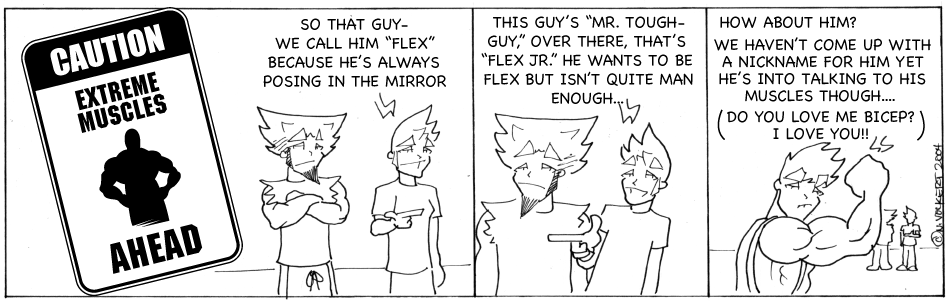 CAUTION
EXTREME
MUSCLES
AHEAD
SO THAT GUY-
WE CALL HIM "FLEX"
BECAUSE HE'S ALWAYS
POSING IN THE MIRROR
THIS GUY'S "MR. TOUGH-
GUY," OVER THERE, THAT'S
"FLEX JR." HE WANTS TO BE
FLEX BUT ISN'T QUITE MAN
ENOUGH...
HOW ABOUT HIM?
WE HAVEN'T COME UP WITH
A NICKNAME FOR HIM YET
HE'S INTO TALKING TO HIS
MUSCLES THOUGH....
(DO YOU LOVE ME BICEP?
I LOVE YOU!!)
2004